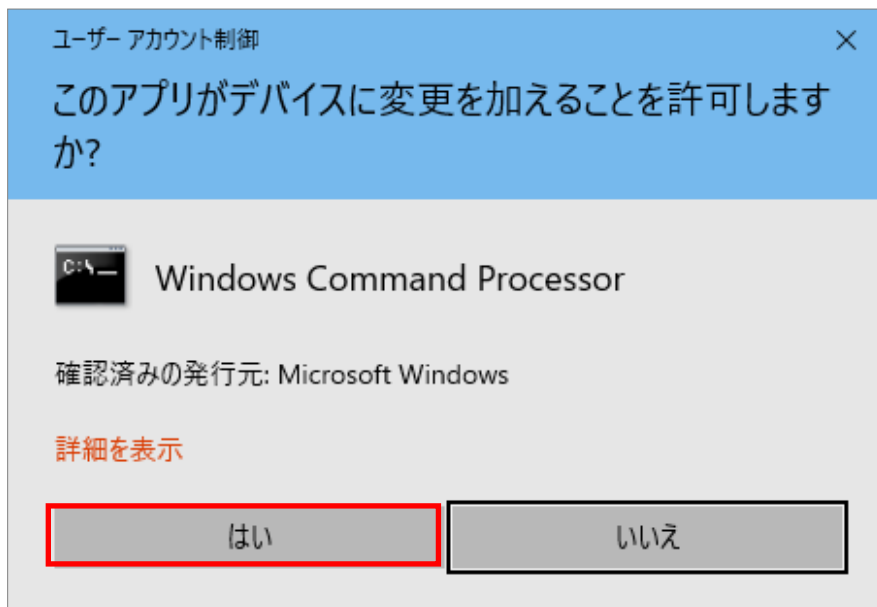 ユーザー アカウント制御
このアプリがデバイスに変更を加えることを許可します
か?
C:\_
Windows Command Processor
確認済みの発行元: Microsoft Windows
詳細を表示
はい
いいえ